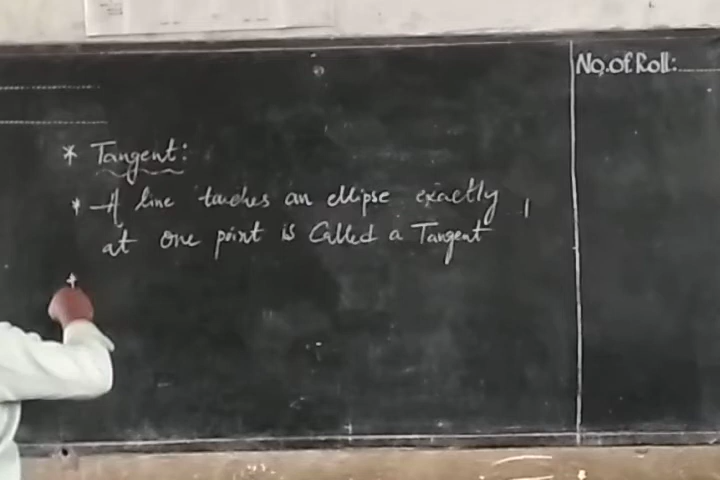 No. of Roll:
* Tangent:
* A line touches an ellipse exactly
at one point is Called a Tangent
*